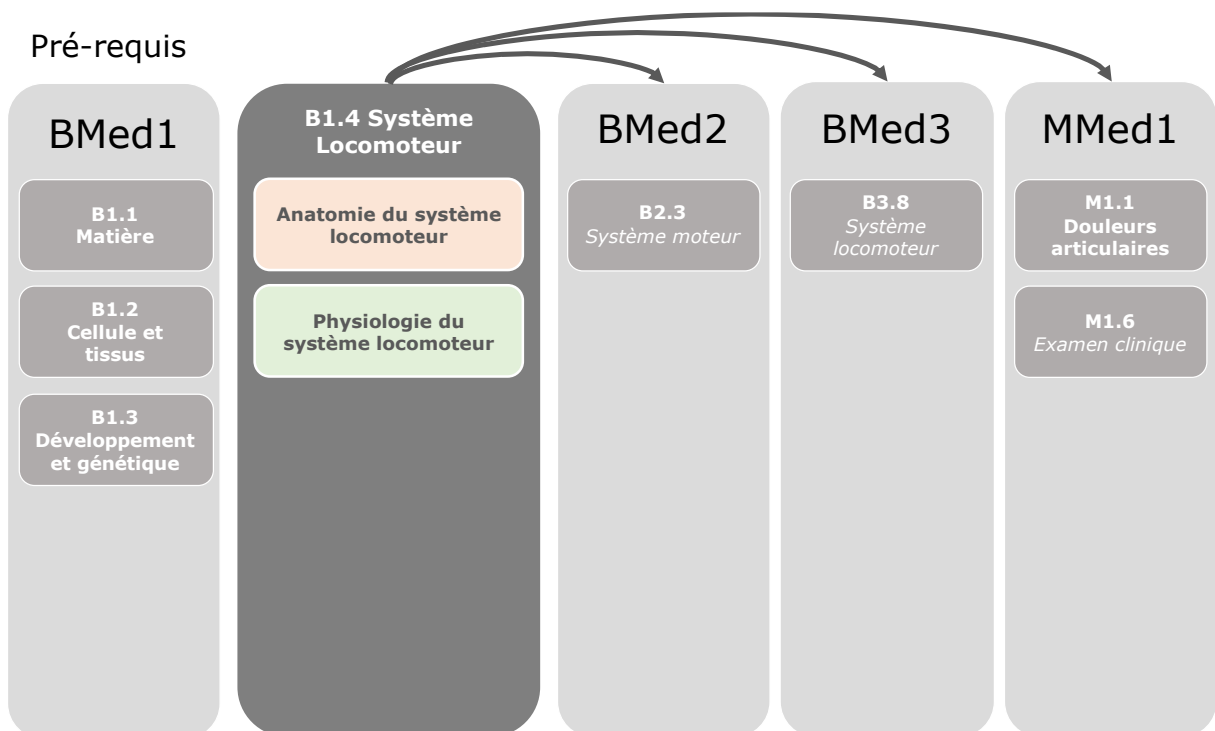 Pré-requis
BMed1
B1.1
Matière
B1.2
Cellule et
tissus
B1.3
Développement
et génétique
B1.4 Système
Locomoteur
Anatomie du système
locomoteur
Physiologie du
système locomoteur
BMed2
B2.3
Système moteur
BMed3
B3.8
Système
locomoteur
MMed1
M1.1
Douleurs
articulaires
M1.6
Examen clinique